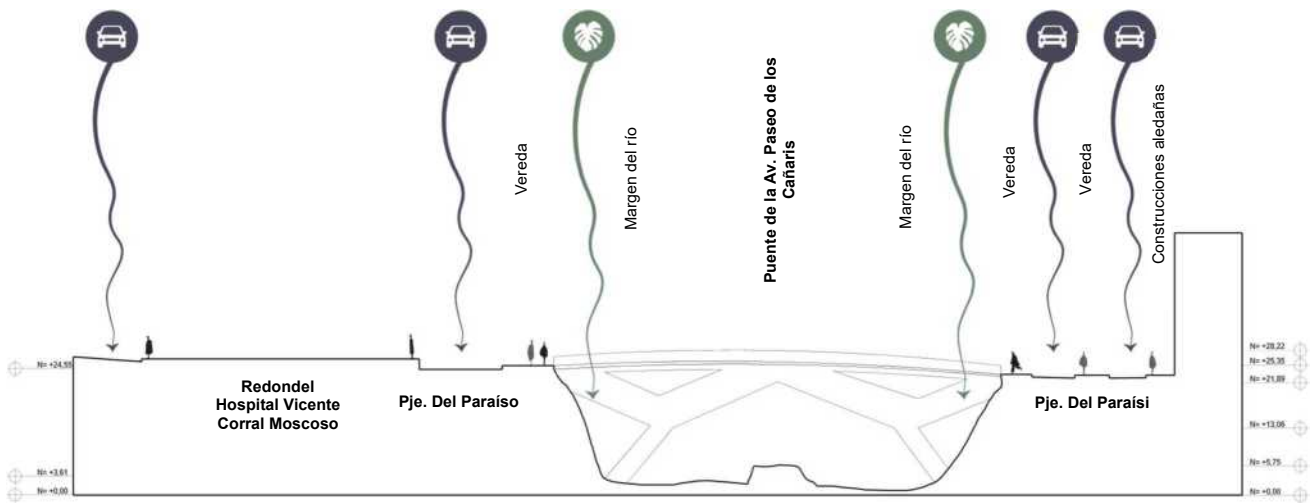 Vereda
Margen del río
Puente de la Av. Paseo de los
Cañaris
Margen del río
Vereda
Vereda
Construcciones aledañas
N= +24,55
N= +3,61
N= +0,00
Redondel
Hospital Vicente
Corral Moscoso
Pje. Del Paraíso
Pje. Del Paraísi
N= +28,22
N= +25,35
N= +21,89
N= +13,06
N= +5,75
N= +0,00